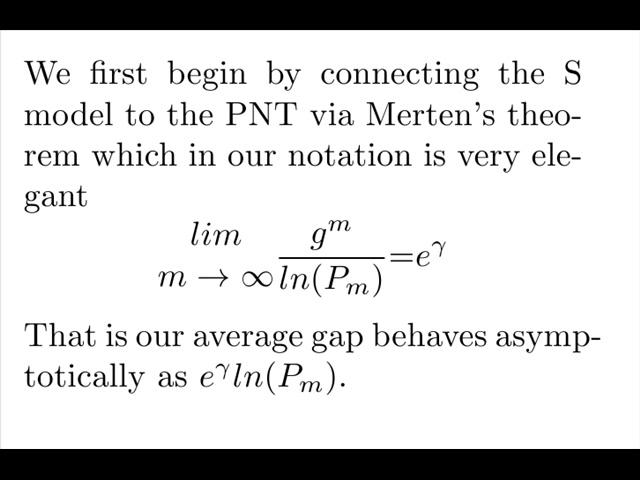 We first begin by connecting the S
model to the PNT via Merten's theo-
rem which in our notation is very ele-
gant
lim g^m
m → ∞ ln(P_m) =e^γ
That is our average gap behaves asymp-
totically as e^γ ln(P_m).